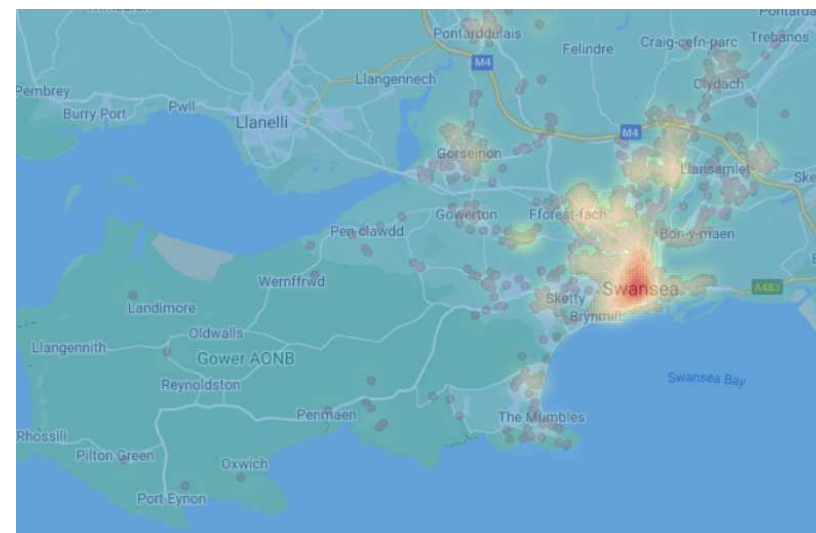 Pontarddulais
Felindre
Craig-cefn-parc
Trebanos
M4
Clydach
Llangennech
Pembrey
Burry Port
Pwll
Llanelli
M4
Gorseinon
Llansamlet
Gowerton
Fforest-fach
Pen clawdd
Bon-y-maen
Wernffrwd
Swansea
A483
Landimore
Sketty
Brynmill
Oldwalls
Llangennith
Gower AONB
Reynoldston
Swansea Bay
Penmaen
The Mumbles
Rhossili
Pilton Green
Oxwich
Port Eynon